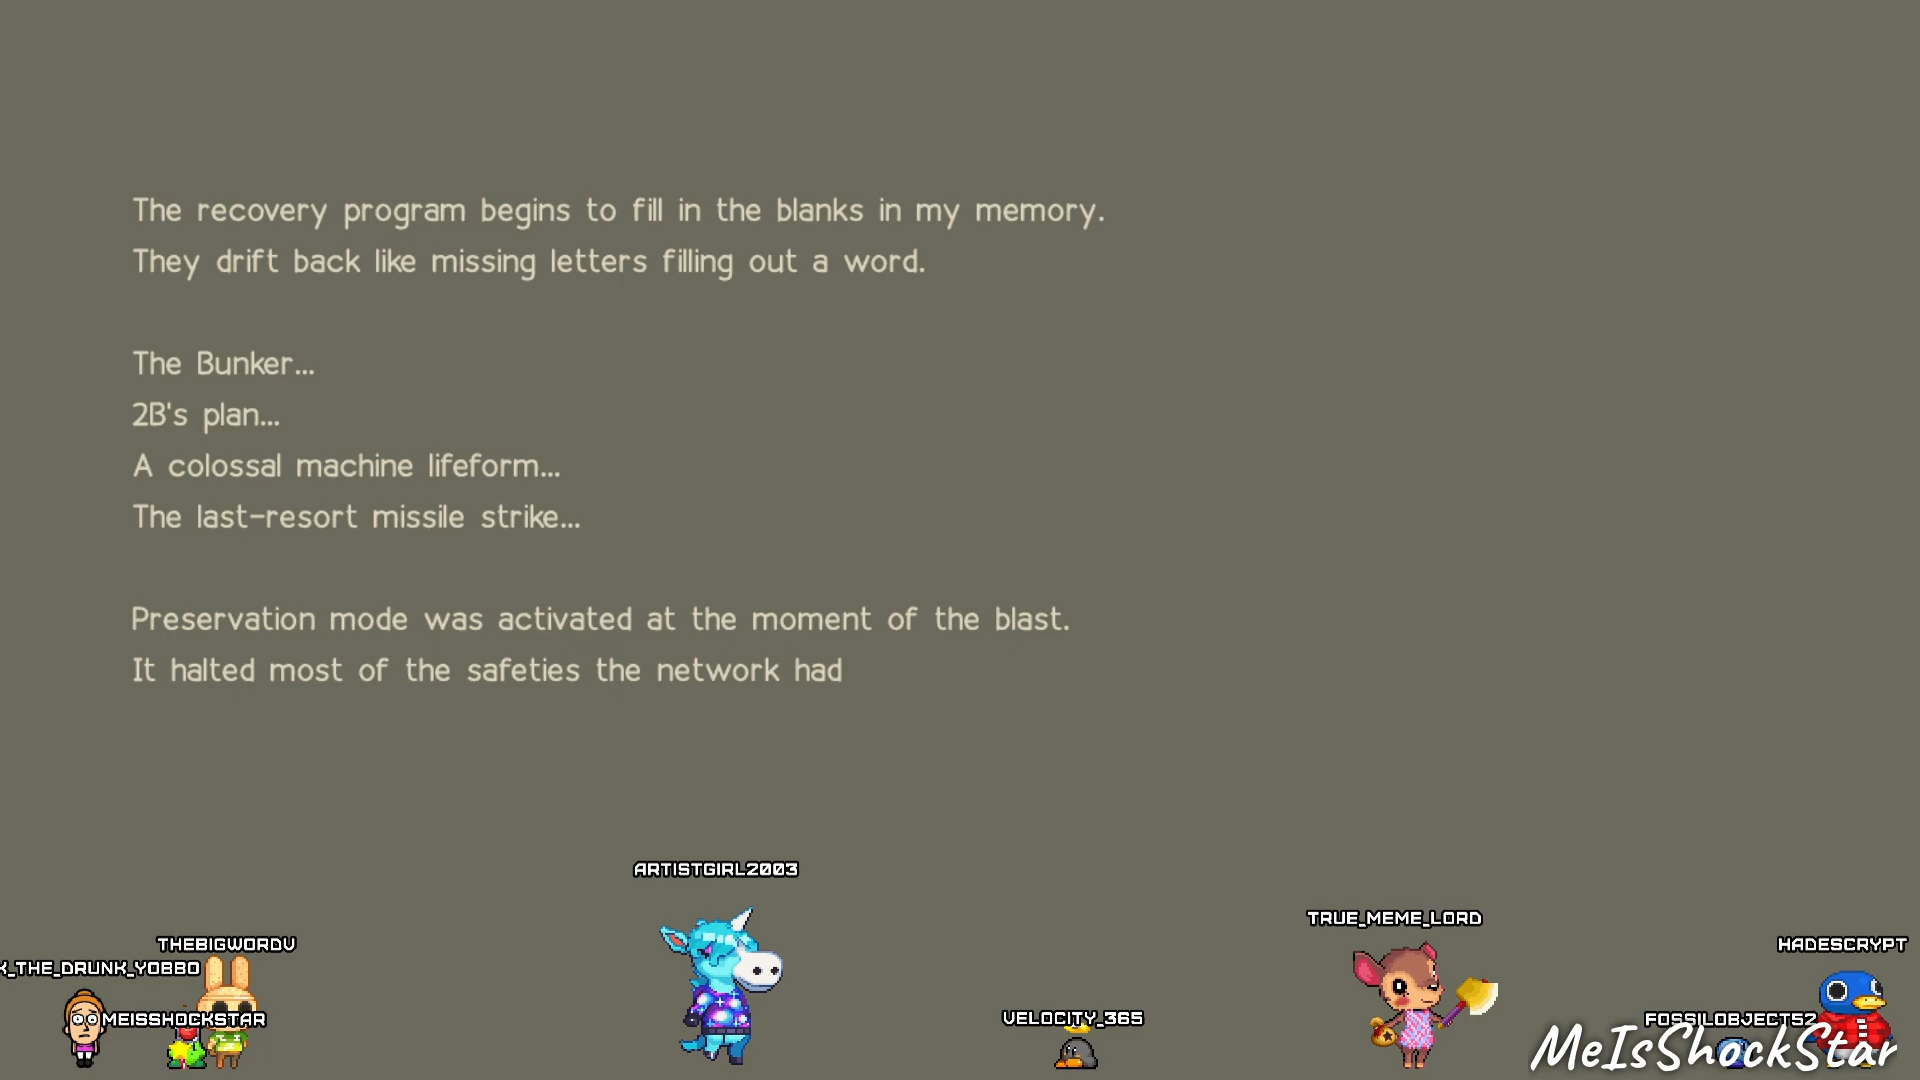 The recovery program begins to fill in the blanks in my memory.
They drift back like missing letters filling out a word.
The Bunker...
2B's plan...
A colossal machine lifeform...
The last-resort missile strike...
Preservation mode was activated at the moment of the blast.
It halted most of the safeties the network had
ARTISTGIRL2003
TRUE_MEME_LORD
THEBIGWORDV
HADESCRYPT
K_THE_DRUNK_YOBBO
MEISSHOCKSTAR
VELOCITY_365
FOSSILOBJECT52
MeIsShockStar